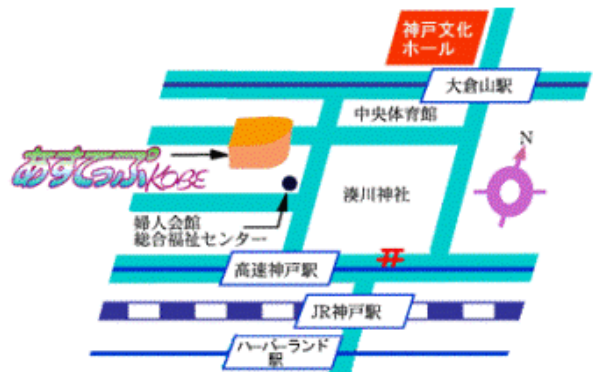 神戸文化
ホール
大倉山駅
中央体育館
N
あすてっぷKOBE
湊川神社
婦人会館
総合福祉センター
高速神戸駅
JR神戸駅
ハーバーランド
駅